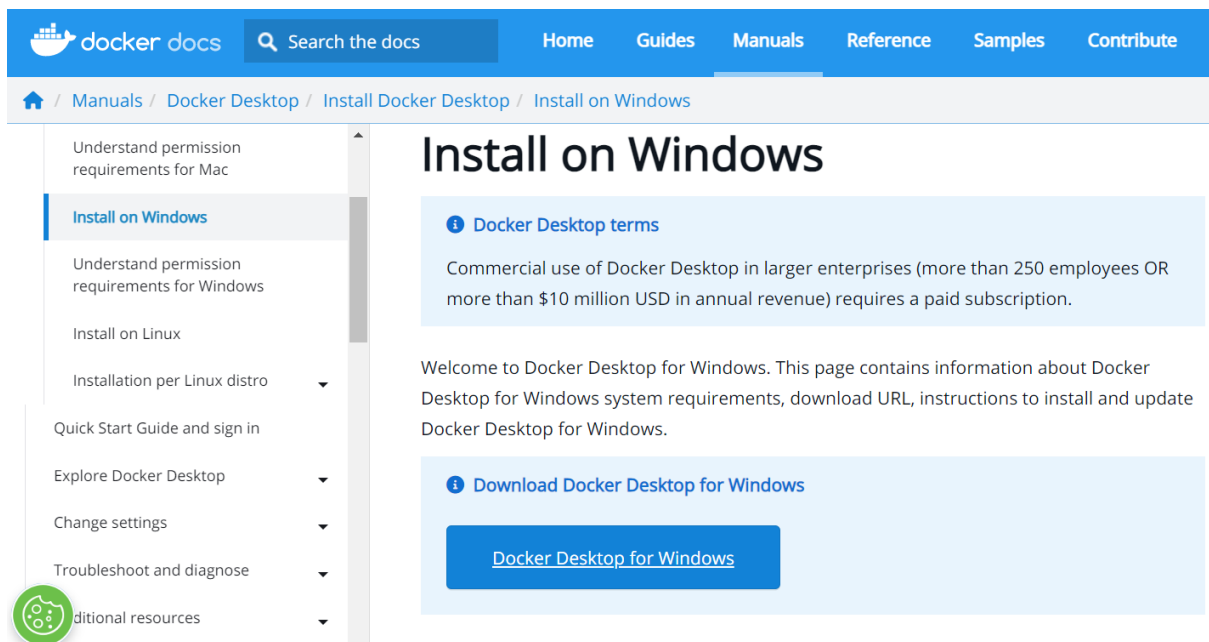 docker docs
Search the docs
Home
Guides
Manuals
Reference
Samples
Contribute
/ Manuals / Docker Desktop / Install Docker Desktop / Install on Windows
Understand permission
requirements for Mac
Install on Windows
Understand permission
requirements for Windows
Install on Linux
Installation per Linux distro
Quick Start Guide and sign in
Explore Docker Desktop
Change settings
Troubleshoot and diagnose
ditional resources
Install on Windows
Docker Desktop terms
Commercial use of Docker Desktop in larger enterprises (more than 250 employees OR
more than $10 million USD in annual revenue) requires a paid subscription.
Welcome to Docker Desktop for Windows. This page contains information about Docker
Desktop for Windows system requirements, download URL, instructions to install and update
Docker Desktop for Windows.
Download Docker Desktop for Windows
Docker Desktop for Windows